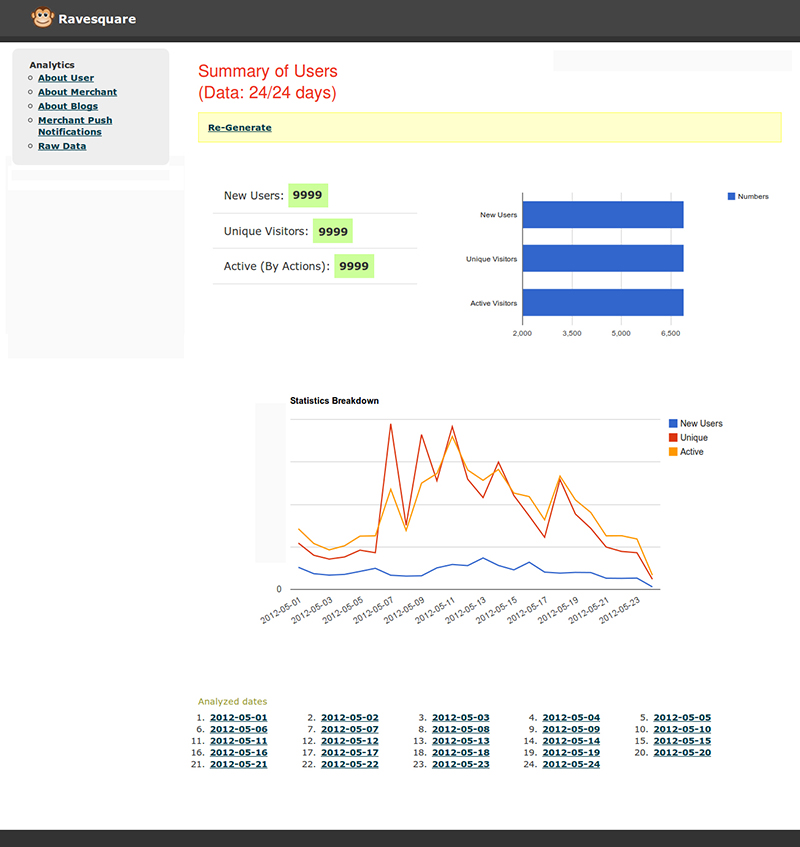 Ravesquare
Analytics
About User
About Merchant
About Blogs
Merchant Push
Notifications
Raw Data
Summary of Users
(Data: 24/24 days)
Re-Generate
New Users: 9999
Unique Visitors: 9999
Active (By Actions): 9999
New Users
Unique Visitors
Active Visitors
2,000 3,500 5,000 6,500
Numbers
Statistics Breakdown
New Users
Unique
Active
0
2012-05-01 2012-05-03 2012-05-05 2012-05-07 2012-05-09 2012-05-11 2012-05-13 2012-05-15 2012-05-17 2012-05-19 2012-05-21 2012-05-23
Analyzed dates
1. 2012-05-01 2. 2012-05-02 3. 2012-05-03 4. 2012-05-04 5. 2012-05-05
6. 2012-05-06 7. 2012-05-07 8. 2012-05-08 9. 2012-05-09 10. 2012-05-10
11. 2012-05-11 12. 2012-05-12 13. 2012-05-13 14. 2012-05-14 15. 2012-05-15
16. 2012-05-16 17. 2012-05-17 18. 2012-05-18 19. 2012-05-19 20. 2012-05-20
21. 2012-05-21 22. 2012-05-22 23. 2012-05-23 24. 2012-05-24